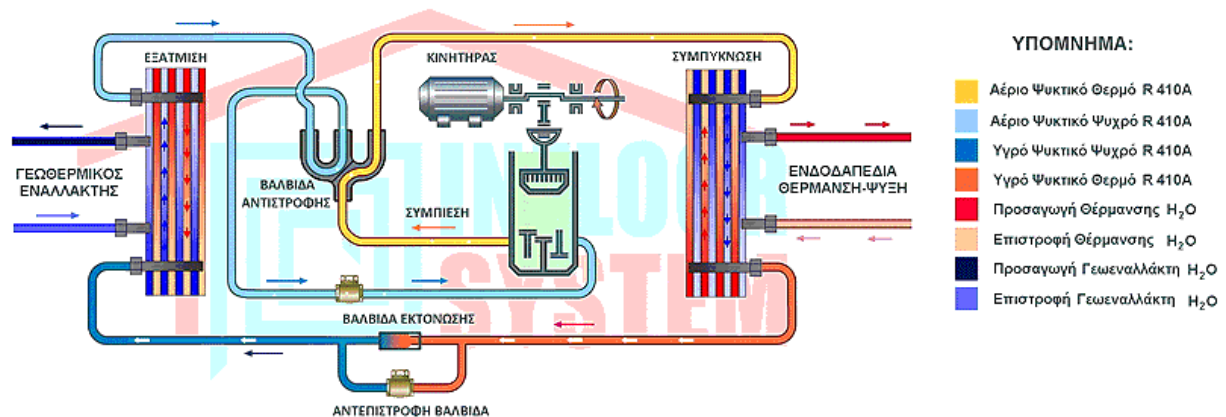 ΕΞΑΤΜΙΣΗ
ΚΙΝΗΤΗΡΑΣ
ΣΥΜΠΥΚΝΩΣΗ
ΓΕΩΘΕΡΜΙΚΟΣ
ΕΝΑΛΛΑΚΤΗΣ
ΒΑΛΒΙΔΑ
ΑΝΤΙΣΤΡΟΦΗΣ
ΣΥΜΠΙΕΣΗ
ΕΝΔΟΔΑΠΕΔΙΑ
ΘΕΡΜΑΝΣΗ-ΨΥΞΗ
ΒΑΛΒΙΔΑ ΕΚΤΟΝΩΣΗΣ
ΑΝΤΕΠΙΣΤΡΟΦΗ ΒΑΛΒΙΔΑ
INFLOOR
SYSTEM
ΥΠΟΜΝΗΜΑ:
Αέριο Ψυκτικό Θερμό R 410A
Αέριο Ψυκτικό Ψυχρό R 410A
Υγρό Ψυκτικό Ψυχρό R 410A
Υγρό Ψυκτικό Θερμό R 410A
Προσαγωγή Θέρμανσης H₂O
Επιστροφή Θέρμανσης H₂O
Προσαγωγή Γεωεναλλάκτη H₂O
Επιστροφή Γεωεναλλάκτη H₂O